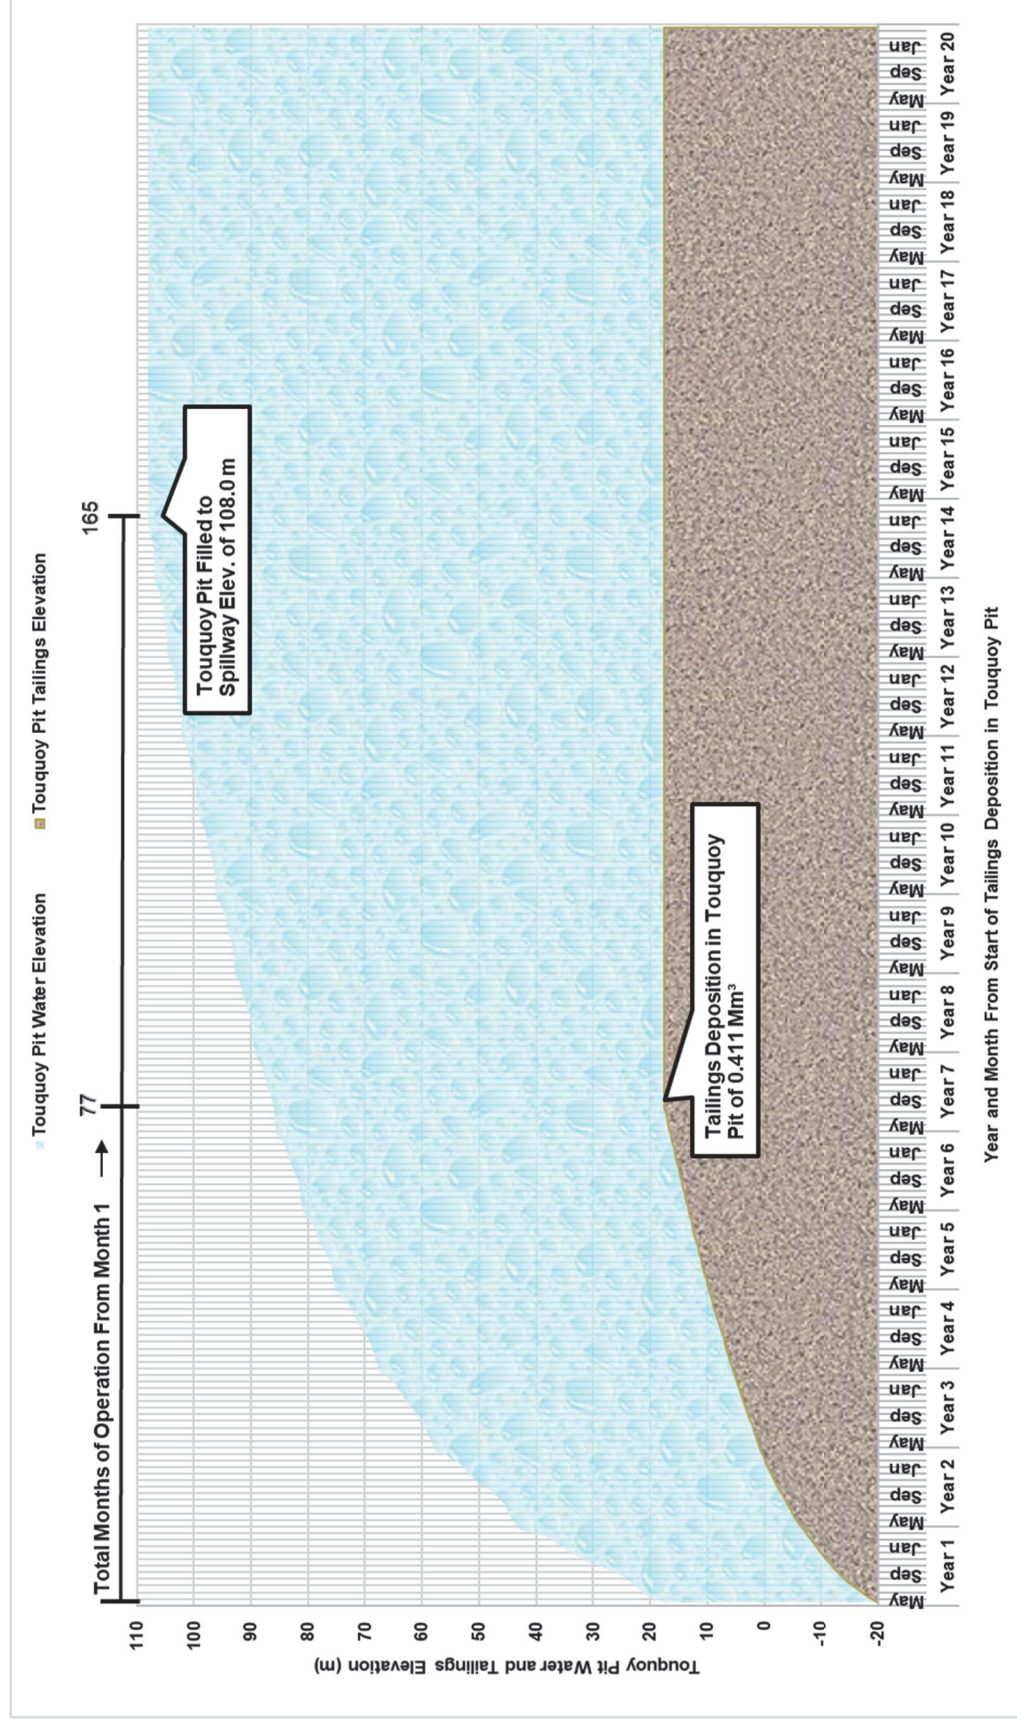 Touquoy Pit Water Elevation
Touquoy Pit Tailings Elevation
Total Months of Operation From Month 1
77
165
Touquoy Pit Filled to
Spillway Elev. of 108.0 m
Tailings Deposition in Touquoy
Pit of 0.411 Mm³
Touquoy Pit Water and Tailings Elevation (m)
110
100
90
80
70
60
50
40
30
20
10
0
-10
-20
May Sep Jan May Sep Jan May Sep Jan May Sep Jan May Sep Jan May Sep Jan May Sep Jan May Sep Jan May Sep Jan May Sep Jan May Sep Jan May Sep Jan May Sep Jan May Sep Jan May Sep Jan May Sep Jan May Sep Jan May Sep Jan May Sep Jan May Sep Jan
Year 1 Year 2 Year 3 Year 4 Year 5 Year 6 Year 7 Year 8 Year 9 Year 10 Year 11 Year 12 Year 13 Year 14 Year 15 Year 16 Year 17 Year 18 Year 19 Year 20
Year and Month From Start of Tailings Deposition in Touquoy Pit